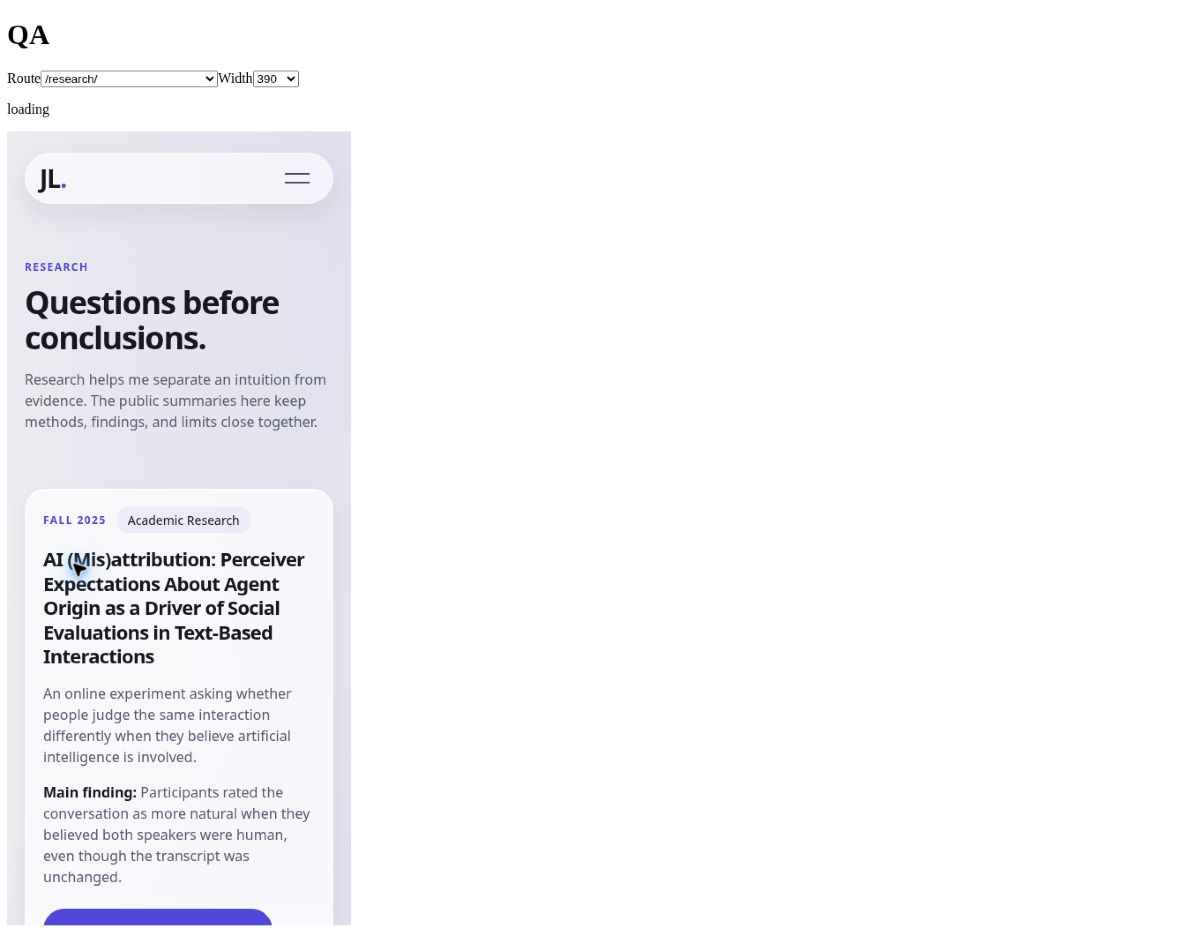 QA
Route /research/ Width 390
loading
JL.
RESEARCH
Questions before
conclusions.
Research helps me separate an intuition from
evidence. The public summaries here keep
methods, findings, and limits close together.
FALL 2025 Academic Research
AI (Mis)attribution: Perceiver
Expectations About Agent
Origin as a Driver of Social
Evaluations in Text-Based
Interactions
An online experiment asking whether
people judge the same interaction
differently when they believe artificial
intelligence is involved.
Main finding: Participants rated the
conversation as more natural when they
believed both speakers were human,
even though the transcript was
unchanged.